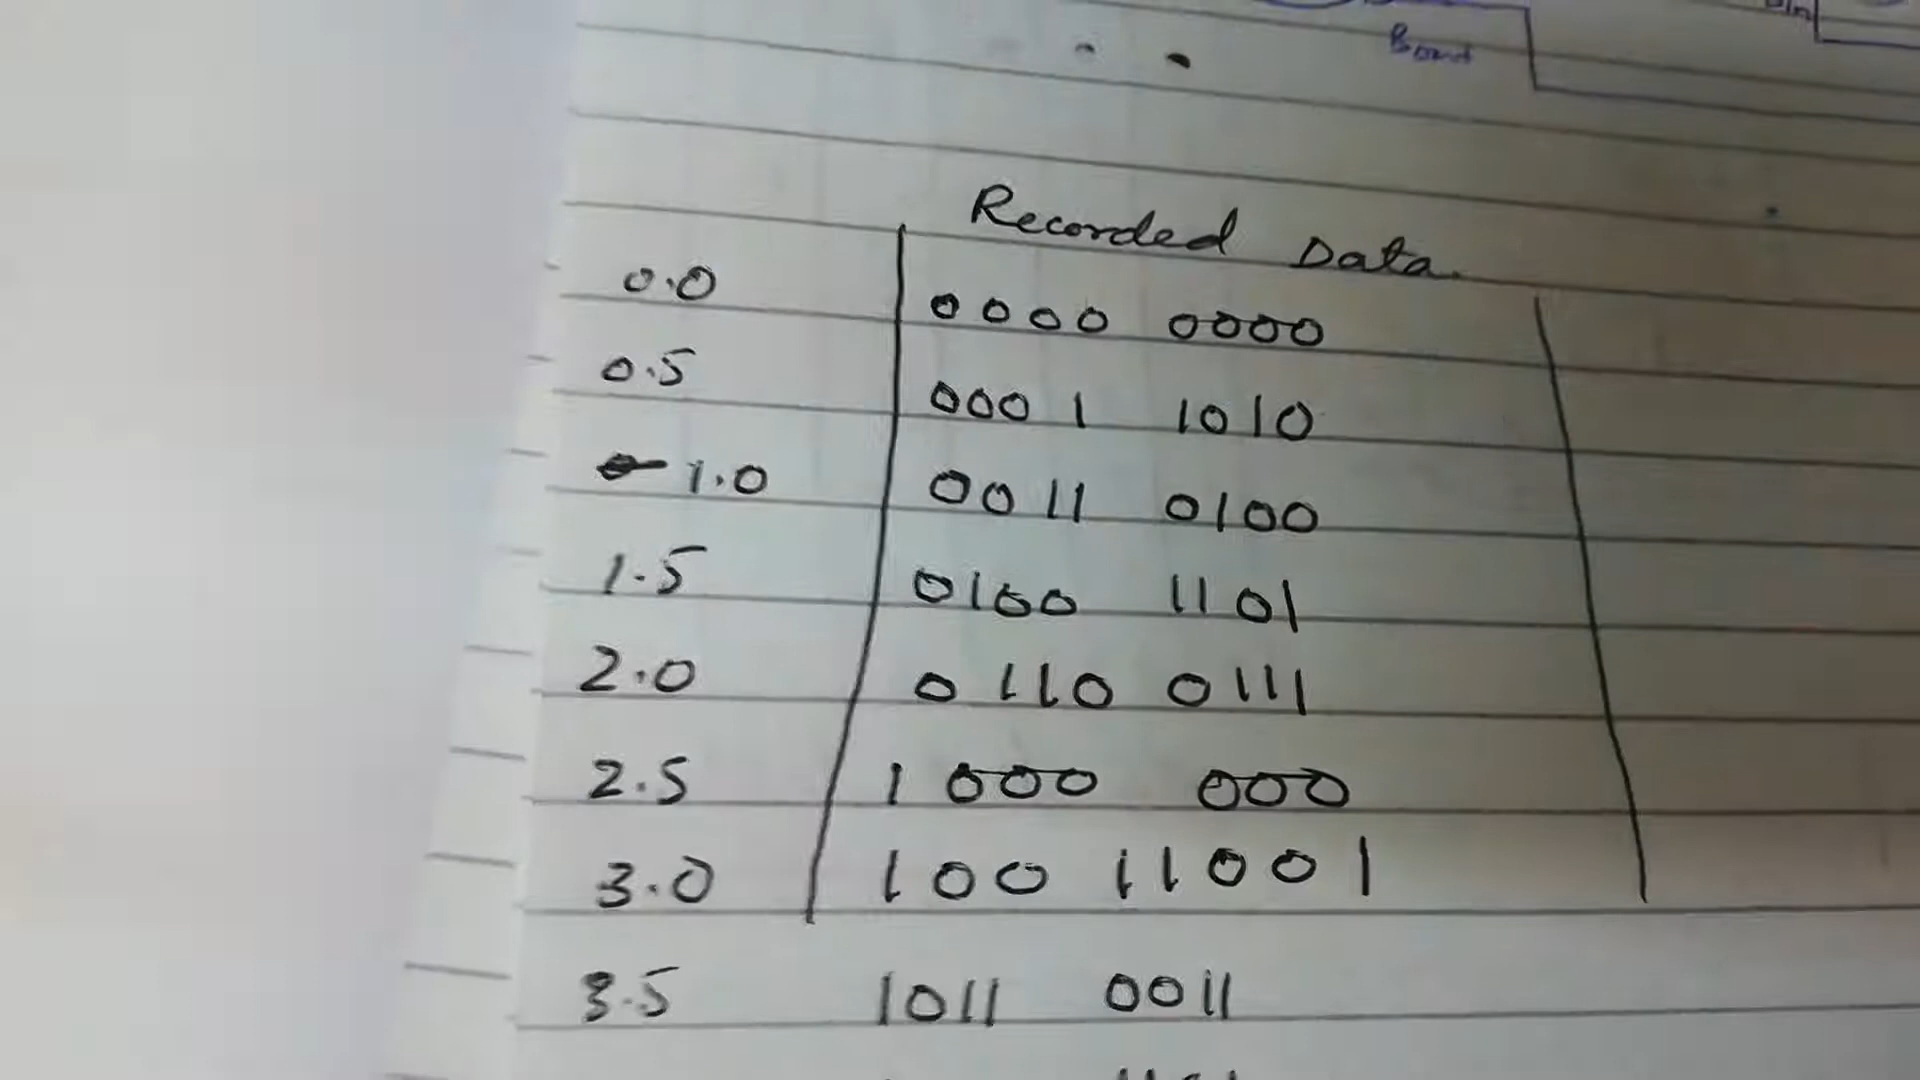 Board
Recorded Data
0.0 0000 0000
0.5 0001 1010
1.0 0011 0100
1.5 0100 1101
2.0 0110 0111
2.5 1000 000
3.0 100 11001
3.5 1011 0011